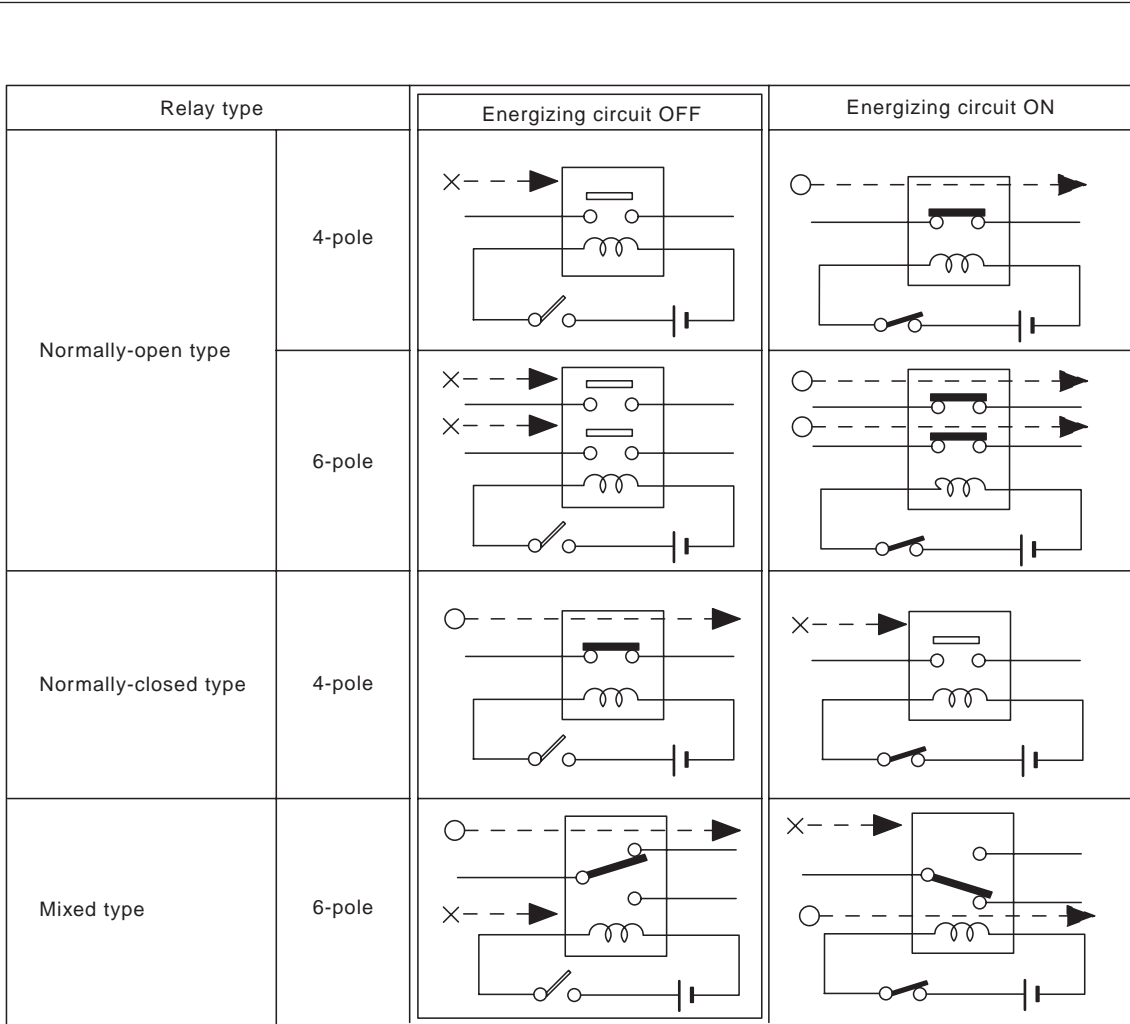 Relay type
Energizing circuit OFF
Energizing circuit ON
Normally-open type
4-pole
6-pole
Normally-closed type
4-pole
Mixed type
6-pole